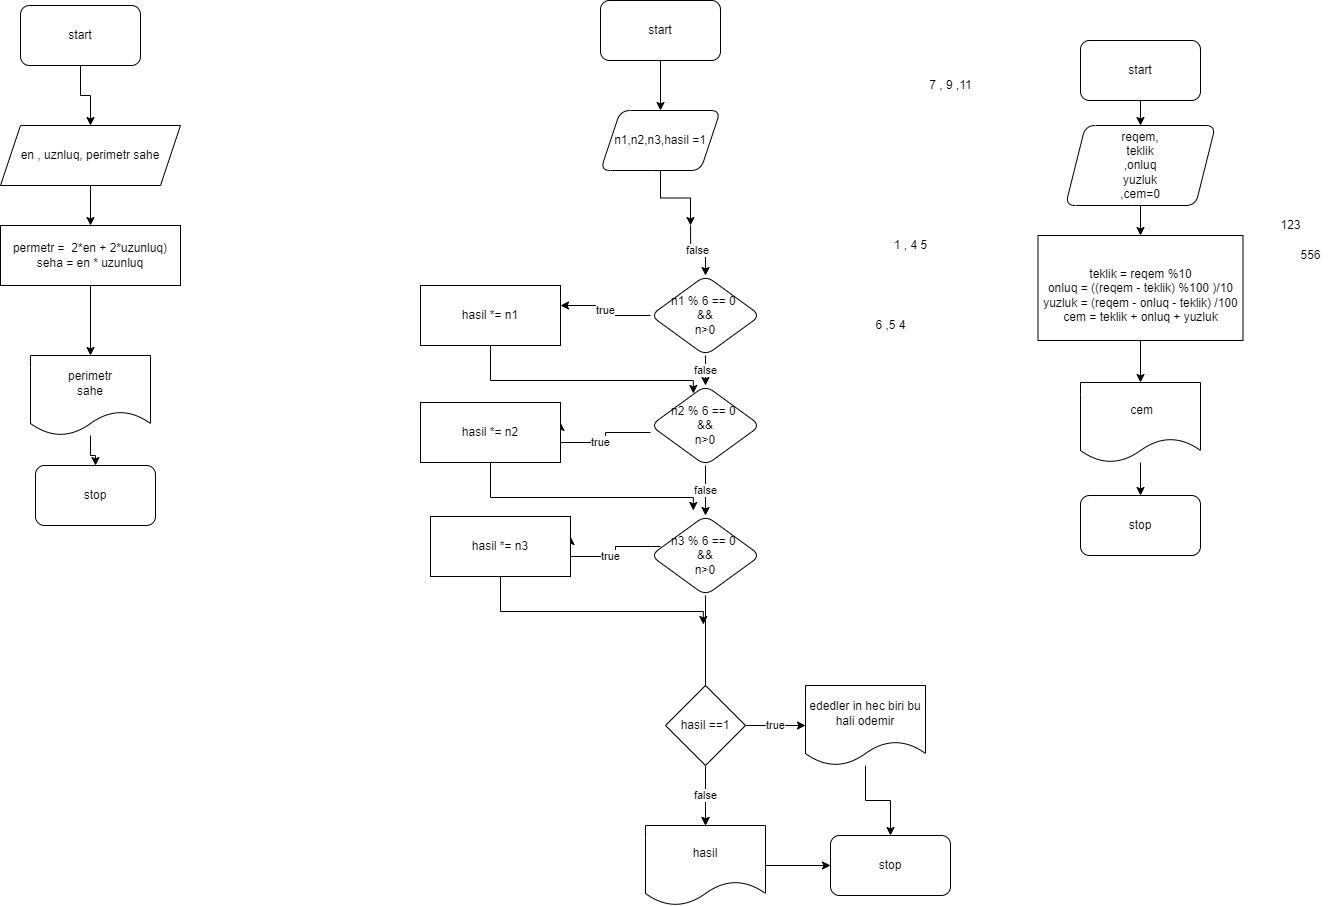 start
en , uznluq, perimetr sahe
permetr =  2*en + 2*uzunluq)
seha = en * uzunluq
perimetr
sahe
stop
start
n1,n2,n3,hasil =1
false
n1 % 6 == 0
&&
n>0
true
hasil *= n1
false
n2 % 6 == 0
&&
n>0
true
hasil *= n2
false
n3 % 6 == 0
&&
n>0
true
hasil *= n3
hasil ==1
true
ededler in hec biri bu
hali odemir
false
hasil
stop
7 , 9 ,11
1 , 4 5
6 ,5 4
start
reqem,
teklik
,onluq
yuzluk
,cem=0
teklik = reqem %10
onluq = ((reqem - teklik) %100 )/10
yuzluk = (reqem - onluq - teklik) /100
cem = teklik + onluq + yuzluk
cem
stop
123
556